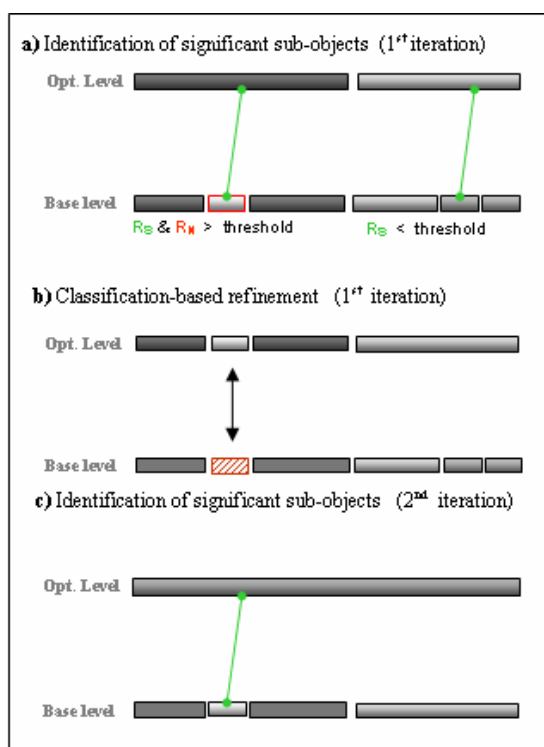 a) Identification of significant sub-objects (1st iteration)
Opt. Level
Base level
RS & RN > threshold
RS < threshold
b) Classification-based refinement (1st iteration)
Opt. Level
Base level
c) Identification of significant sub-objects (2nd iteration)
Opt. Level
Base level